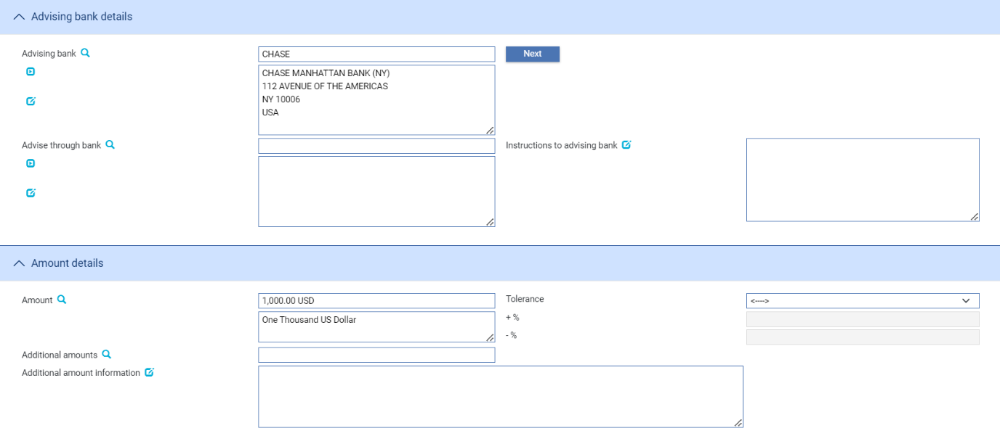 Advising bank details
Advising bank
CHASE
Next
CHASE MANHATTAN BANK (NY)
112 AVENUE OF THE AMERICAS
NY 10006
USA
Advise through bank
Instructions to advising bank
Amount details
Amount
1,000.00 USD
Tolerance
<---->
One Thousand US Dollar
+ %
- %
Additional amounts
Additional amount information